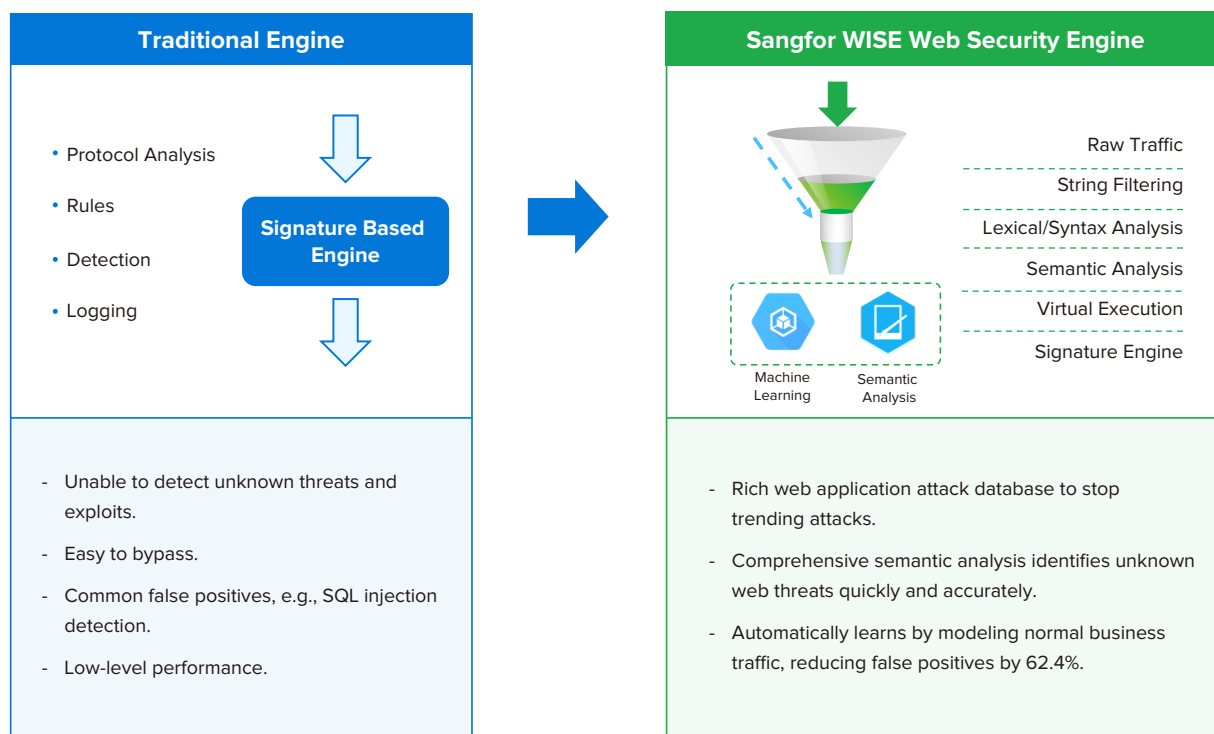 Traditional Engine
• Protocol Analysis
• Rules
• Detection
• Logging
Signature Based
Engine
- Unable to detect unknown threats and
exploits.
- Easy to bypass.
- Common false positives, e.g., SQL injection
detection.
- Low-level performance.
Sangfor WISE Web Security Engine
Raw Traffic
String Filtering
Lexical/Syntax Analysis
Semantic Analysis
Virtual Execution
Signature Engine
Machine
Learning
Semantic
Analysis
- Rich web application attack database to stop
trending attacks.
- Comprehensive semantic analysis identifies unknown
web threats quickly and accurately.
- Automatically learns by modeling normal business
traffic, reducing false positives by 62.4%.